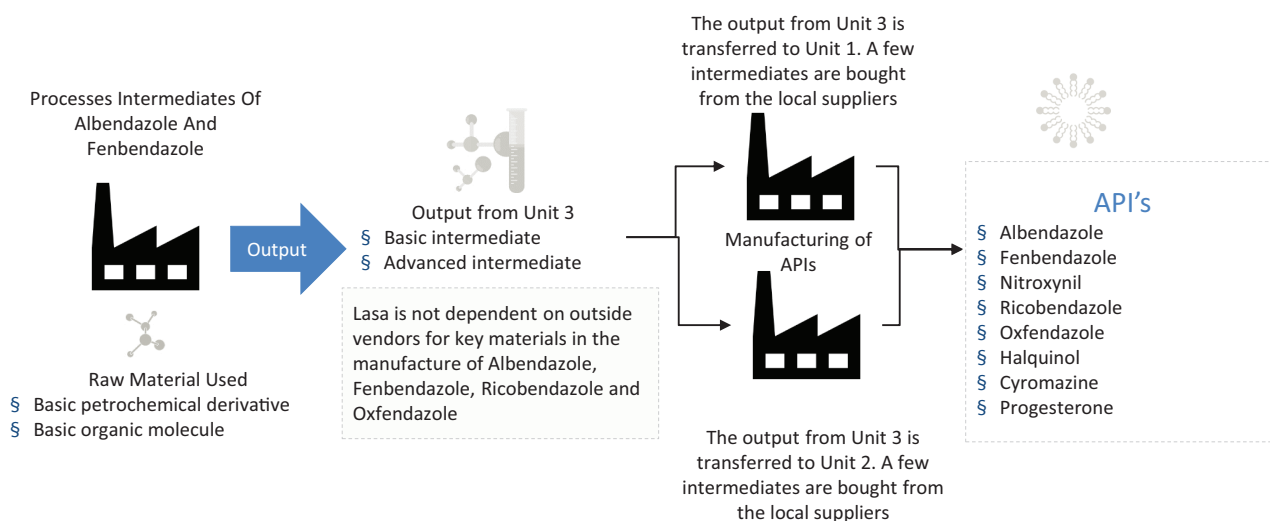 Processes Intermediates Of
Albendazole And
Fenbendazole
Raw Material Used
§ Basic petrochemical derivative
§ Basic organic molecule
Output
Output from Unit 3
§ Basic intermediate
§ Advanced intermediate
Lasa is not dependent on outside
vendors for key materials in the
manufacture of Albendazole,
Fenbendazole, Ricobendazole and
Oxfendazole
The output from Unit 3 is
transferred to Unit 1. A few
intermediates are bought
from the local suppliers
Manufacturing of
APIs
The output from Unit 3 is
transferred to Unit 2. A few
intermediates are bought from
the local suppliers
API's
§ Albendazole
§ Fenbendazole
§ Nitroxynil
§ Ricobendazole
§ Oxfendazole
§ Halquinol
§ Cyromazine
§ Progesterone